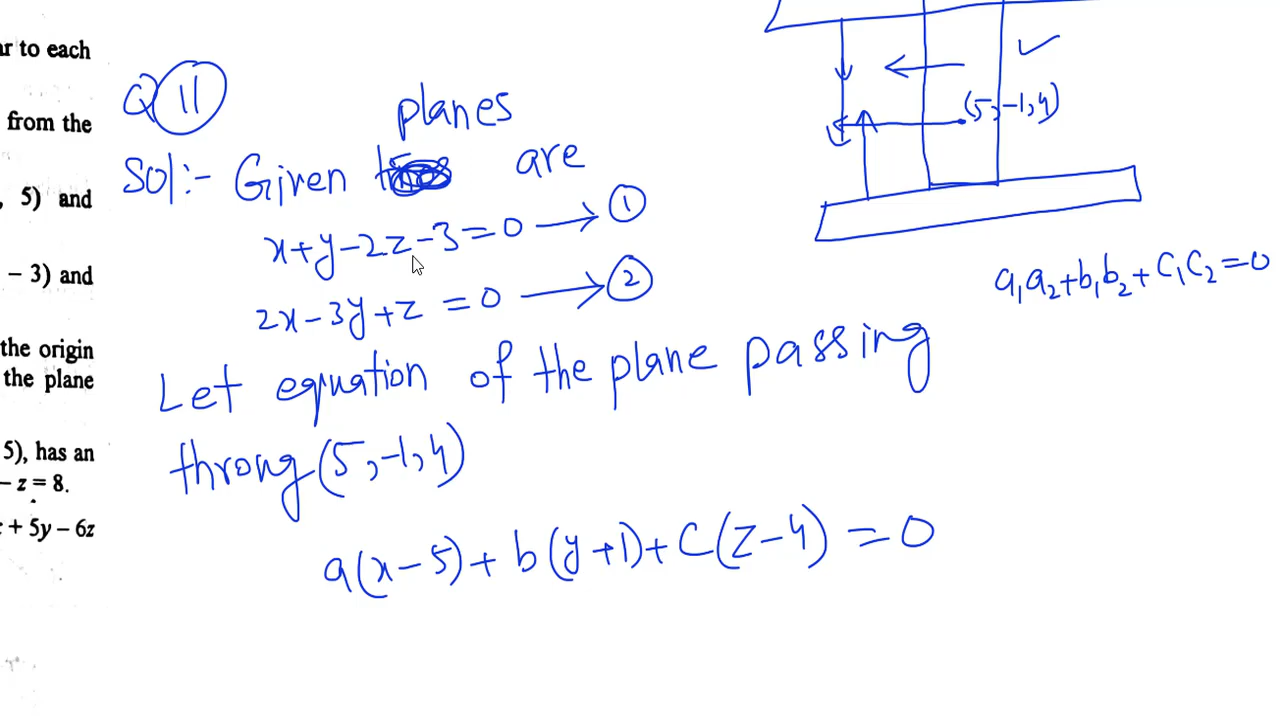 ar to each
from the
, 5) and
– 3) and
the origin
the plane
5), has an
– z = 8.
+ 5y – 6z
Q 11
planes
Sol:- Given are
x+y-2z-3=0 → 1
2x-3y+z =0 → 2
Let equation of the plane passing
throug (5,-1,4)
a(x-5)+b(y+1)+c(z-4)=0
(5,-1,4)
a₁a₂+b₁b₂+c₁c₂=0